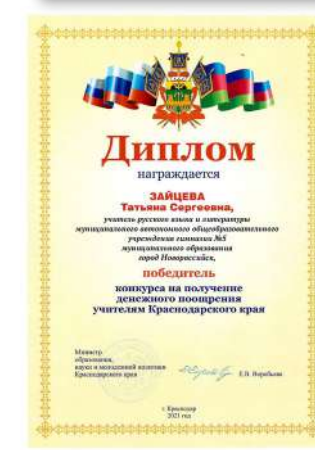 Диплом
награждается
ЗАЙЦЕВА
Татьяна Сергеевна,
учитель русского языка и литературы
муниципального автономного общеобразовательного
учреждения гимназии №5
муниципального образования
город Новороссийск,
победитель
конкурса на получение
денежного поощрения
учителям Краснодарского края
Министр
образования,
науки и молодежной политики
Краснодарского края
Е.В. Воробьева
г. Краснодар
2021 год